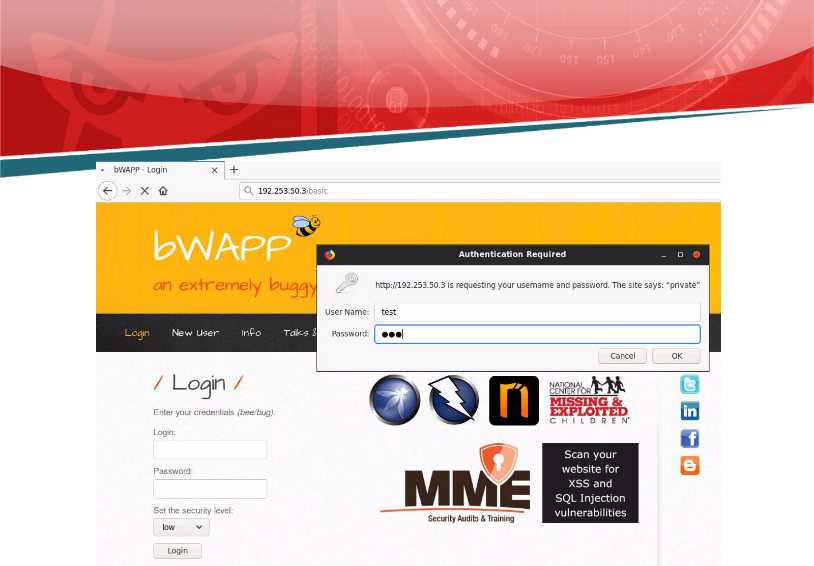 bWAPP - Login
192.253.50.3/basic
bWAPP
an extremely buggy
Authentication Required
http://192.253.50.3 is requesting your username and password. The site says: “private”
User Name: test
Password: ●●●
Cancel OK
Login New User Info Talks &
/ Login /
Enter your credentials (bee/bug).
Login:
Password:
Set the security level:
low
Login
NATIONAL
CENTER FOR
MISSING &
EXPLOITED
CHILDREN
MME
Security Audits & Training
Scan your
website for
XSS and
SQL Injection
vulnerabilities